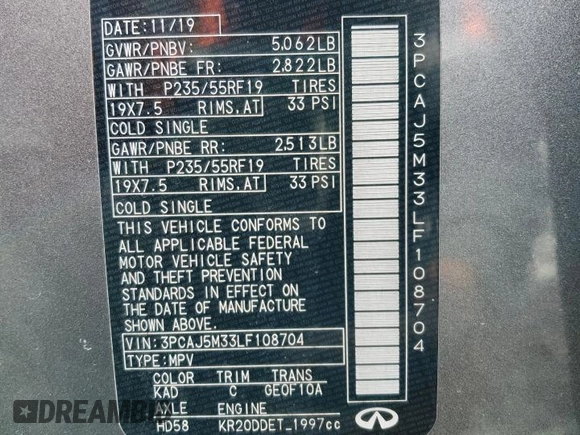 DATE: 11/19
GVWR/PNBV: 5.062LB
GAWR/PNBE FR: 2.822LB
WITH P235/55RF19 TIRES
19X7.5 RIMS.AT 33 PSI
COLD SINGLE
GAWR/PNBE RR: 2.513LB
WITH P235/55RF19 TIRES
19X7.5 RIMS.AT 33 PSI
COLD SINGLE
THIS VEHICLE CONFORMS TO
ALL APPLICABLE FEDERAL
MOTOR VEHICLE SAFETY
AND THEFT PREVENTION
STANDARDS IN EFFECT ON
THE DATE OF MANUFACTURE
SHOWN ABOVE.
VIN: 3PCAJ5M33LF108704
TYPE: MPV
COLOR TRIM TRANS
KAD C GEOF10A
AXLE ENGINE
HD58 KR20DDET_1997cc
3PCAJ5M33LF108704
INFINITI
AUTOHELPERBOT.COM